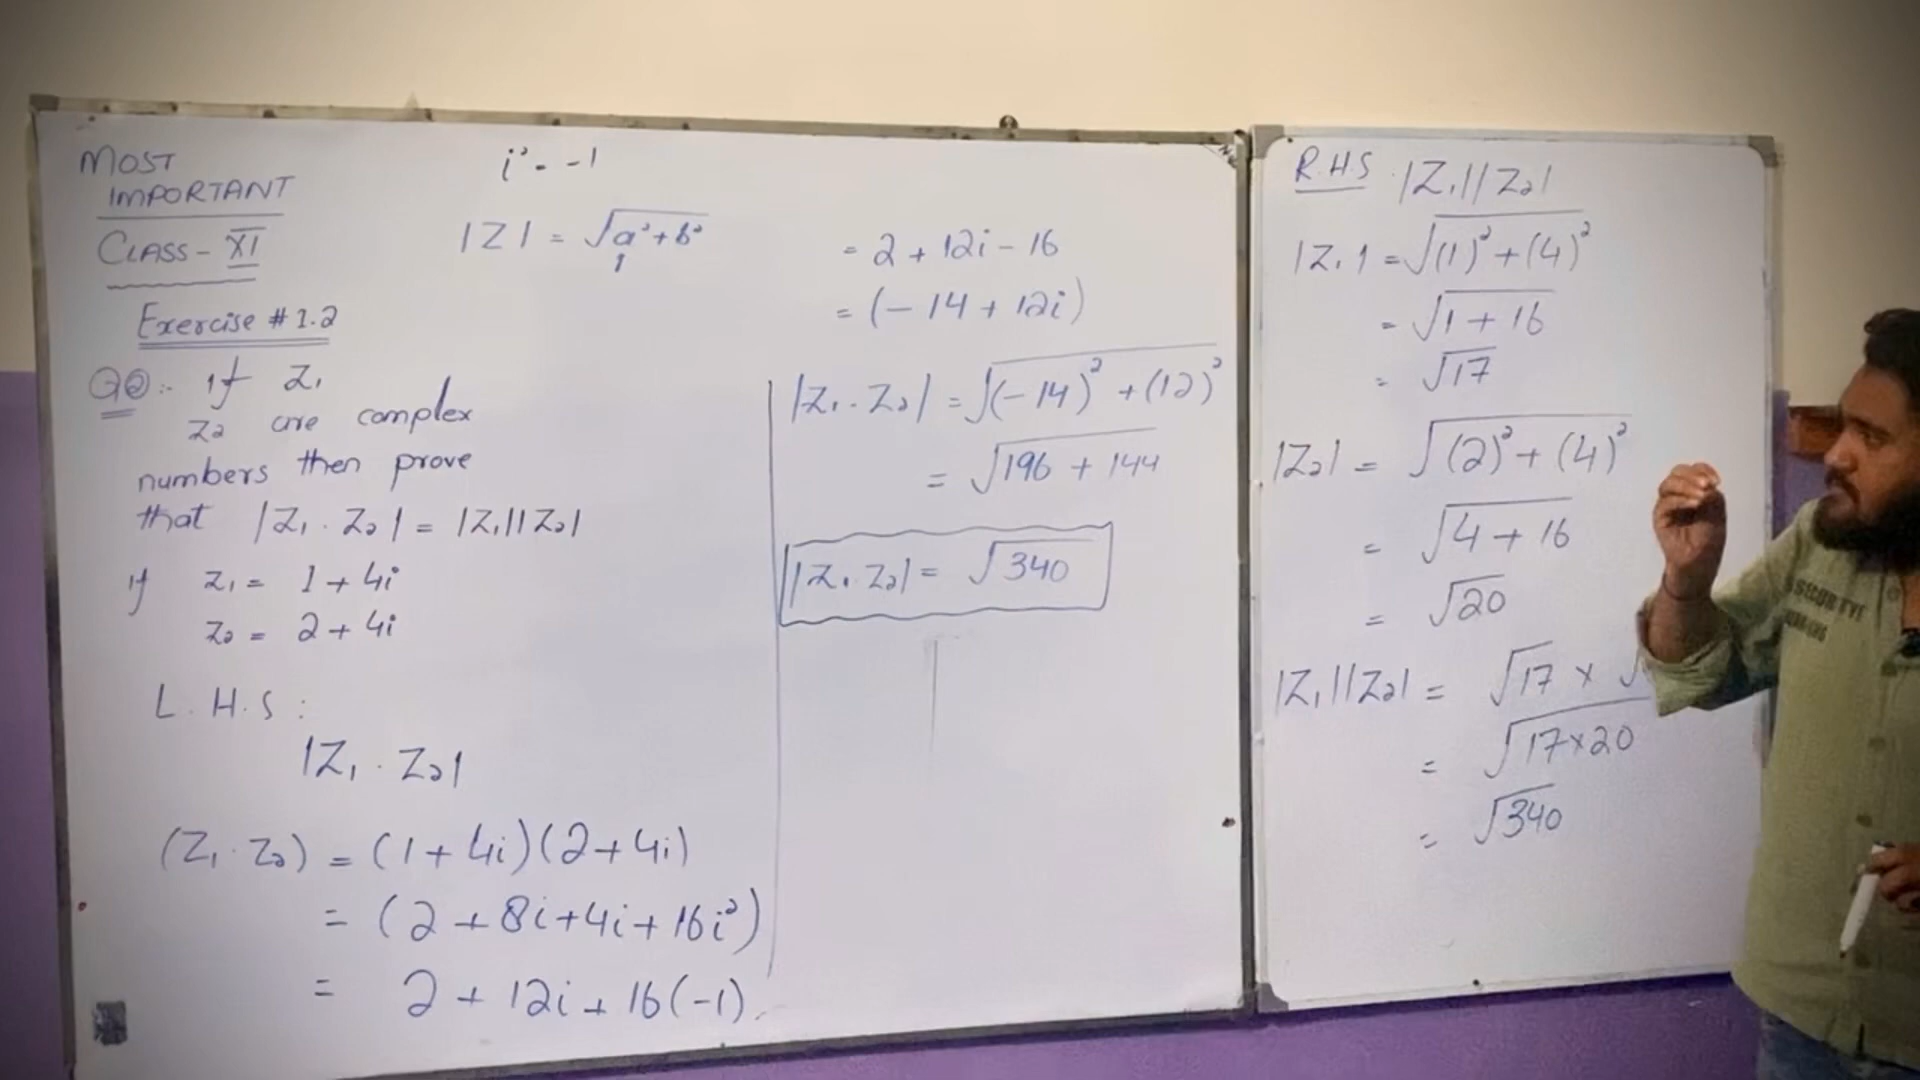 MOST
IMPORTANT
CLASS - XI
Exercise # 1.2
Q2:- if Z₁
Z₂ are complex
numbers then prove
that |Z₁ . Z₂| = |Z₁||Z₂|
if Z₁ = 1 + 4i
Z₂ = 2 + 4i
L.H.S :
|Z₁ . Z₂|
(Z₁ . Z₂) = (1 + 4i)(2 + 4i)
= (2 + 8i + 4i + 16i²)
= 2 + 12i + 16(-1)
i² = -1
|Z| = √a² + b²
= 2 + 12i - 16
= (-14 + 12i)
|Z₁ . Z₂| = √(-14)² + (12)²
= √196 + 144
|Z₁ . Z₂| = √340
R.H.S |Z₁||Z₂|
|Z₁| = √(1)² + (4)²
= √1 + 16
= √17
|Z₂| = √(2)² + (4)²
= √4 + 16
= √20
|Z₁||Z₂| = √17 × √
= √17×20
= √340